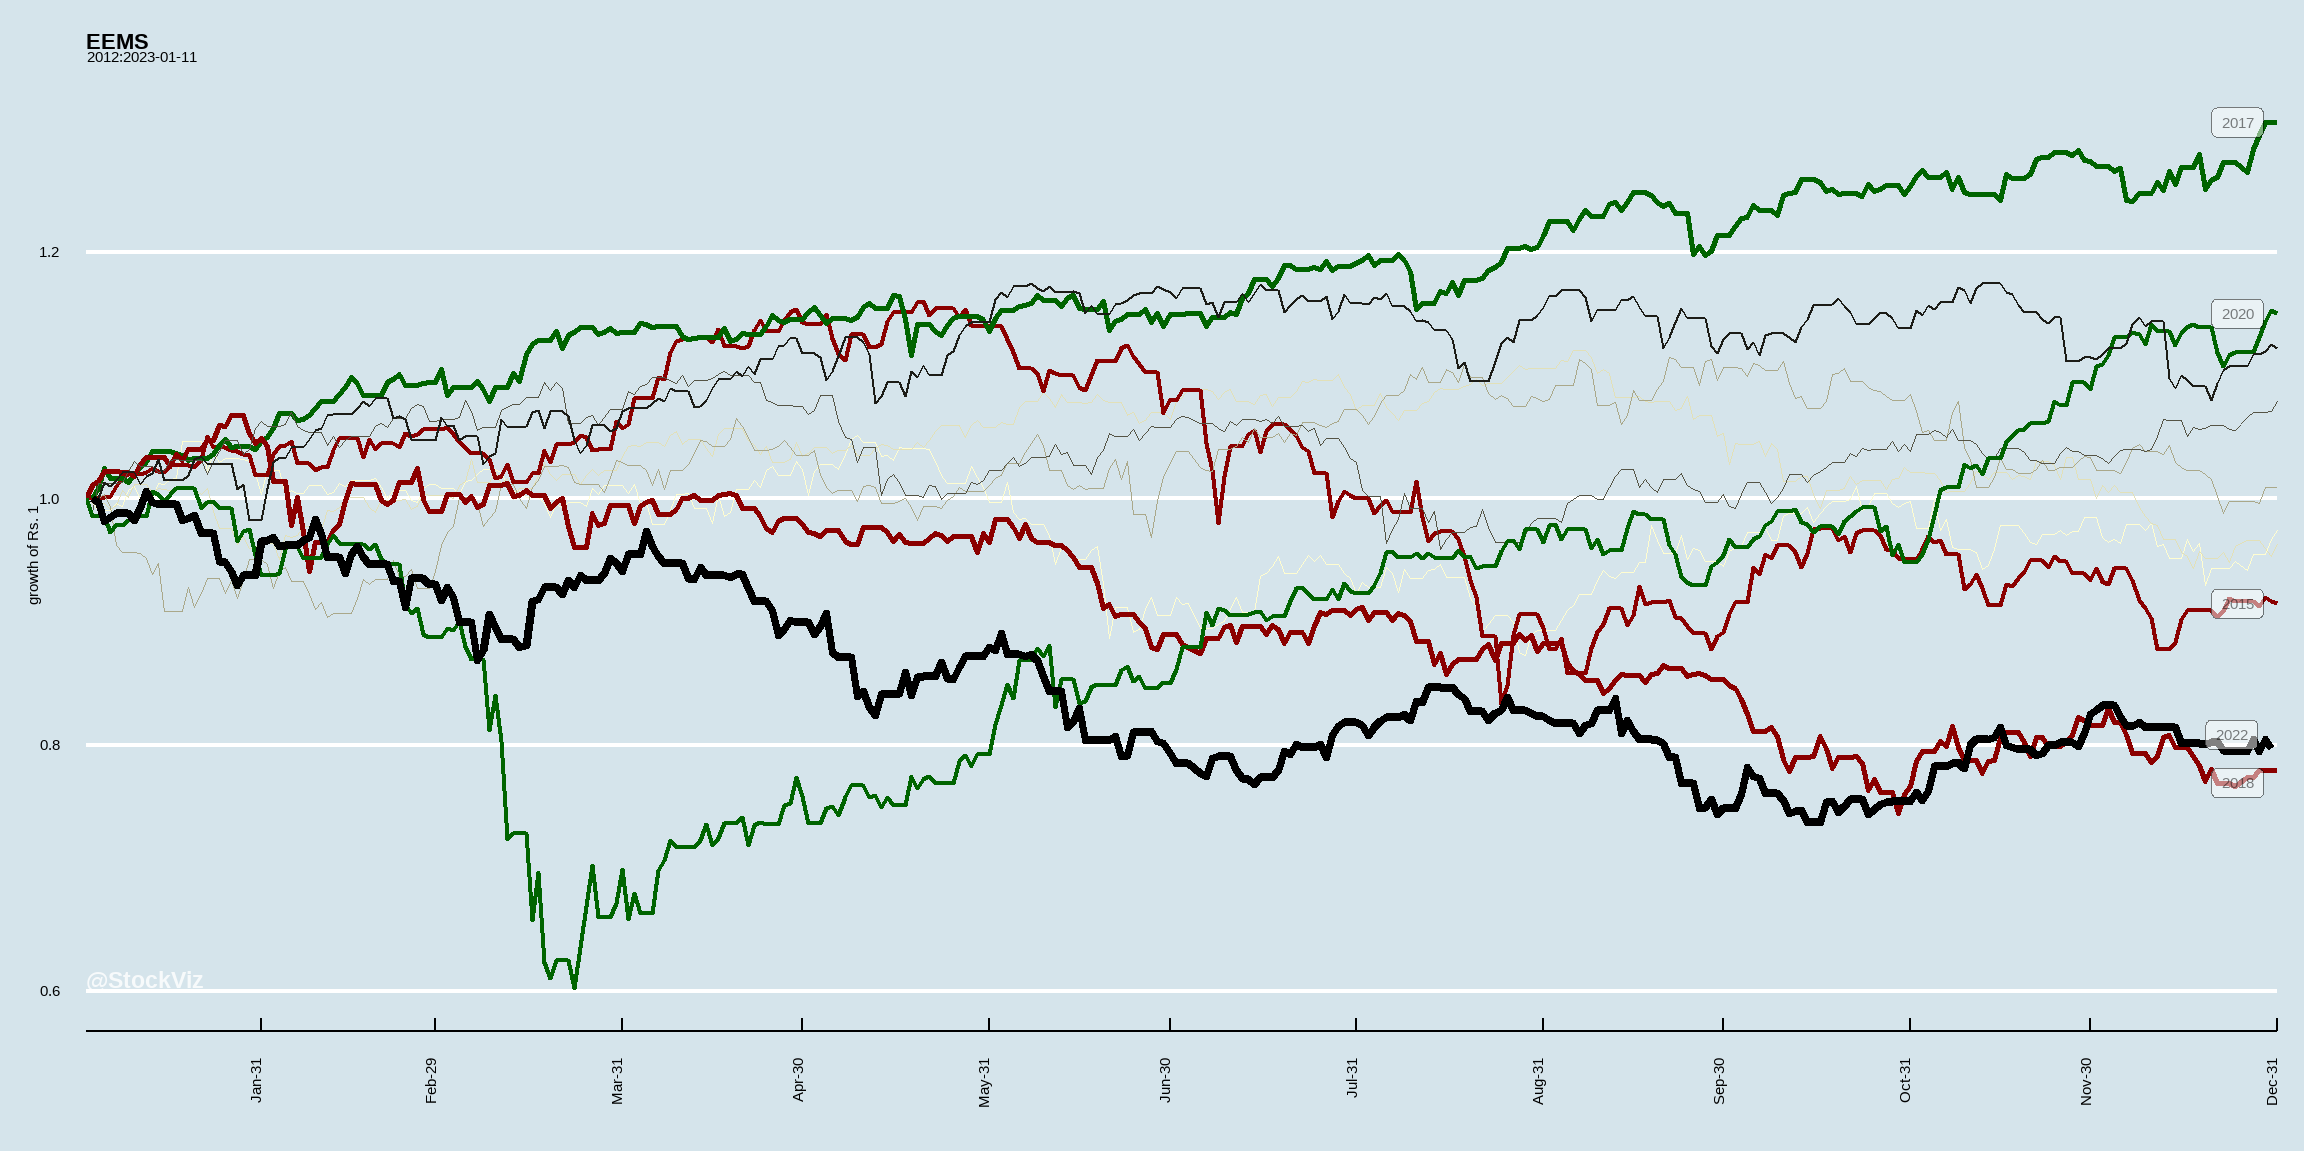 EEMS
2012:2023-01-11
2017
1.2
2020
1.0
growth of Rs. 1
2015
0.8
2022
2018
@StockViz
0.6
Jan-31
Feb-29
Mar-31
Apr-30
May-31
Jun-30
Jul-31
Aug-31
Sep-30
Oct-31
Nov-30
Dec-31